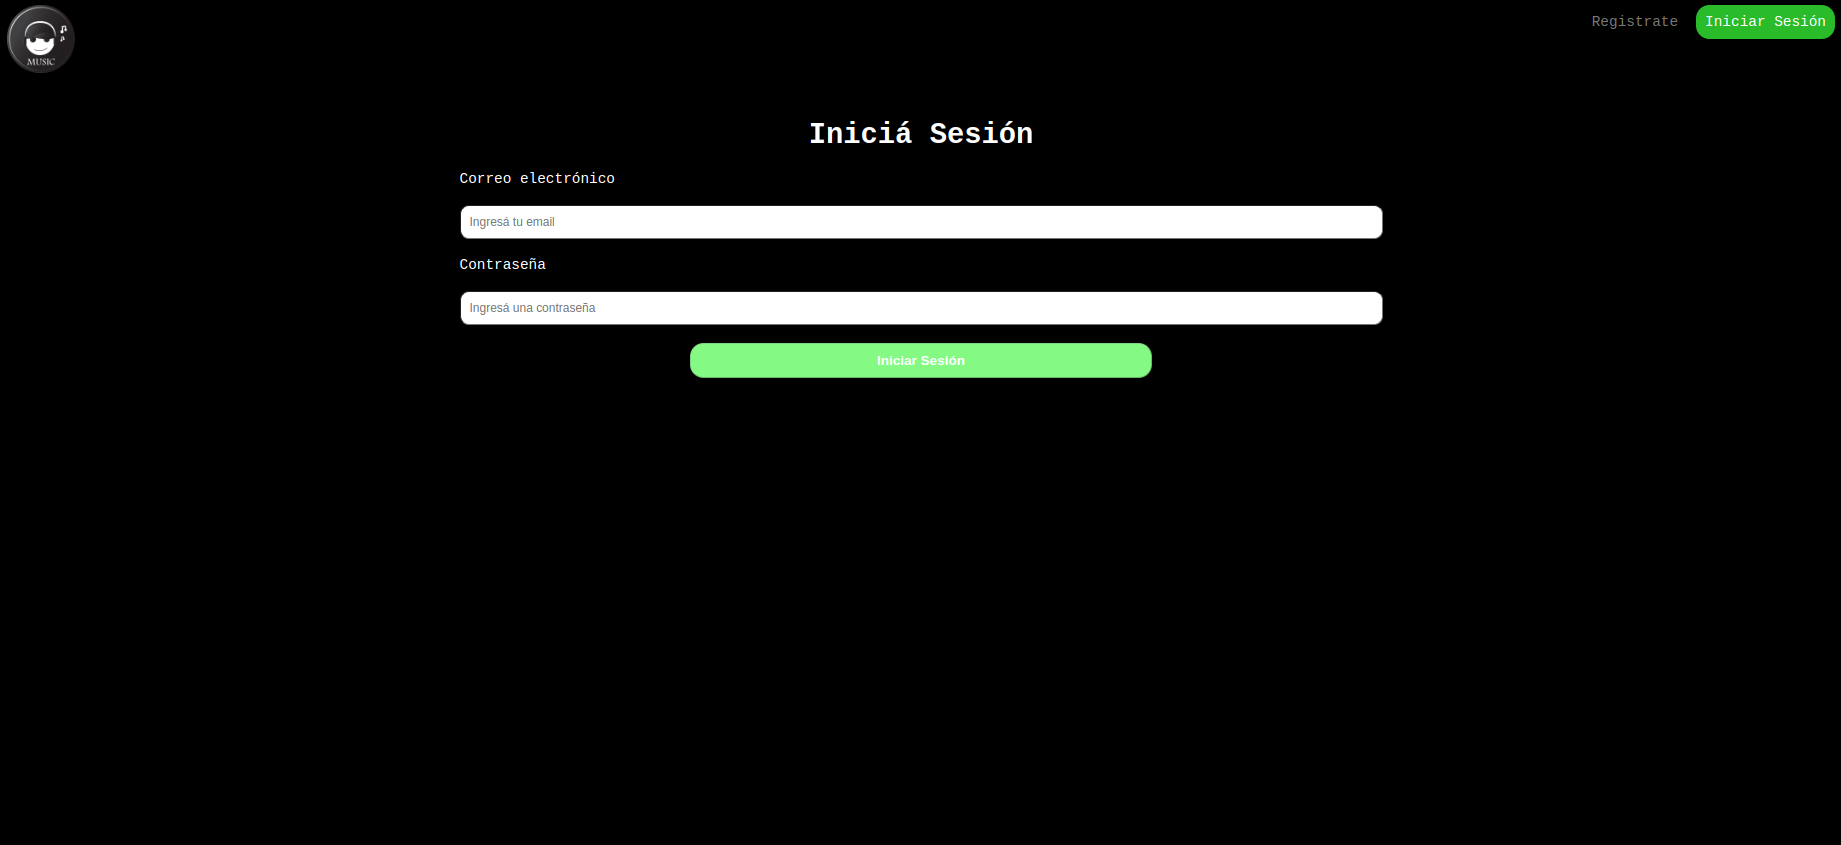 MUSIC
Registrate
Iniciar Sesión
Iniciá Sesión
Correo electrónico
Ingresá tu email
Contraseña
Ingresá una contraseña
Iniciar Sesión